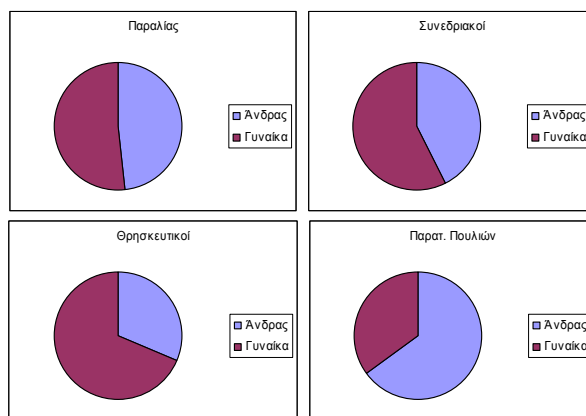 Παραλίας
Άνδρας
Γυναίκα
Συνεδριακοί
Άνδρας
Γυναίκα
Θρησκευτικοί
Άνδρας
Γυναίκα
Παρατ. Πουλιών
Άνδρας
Γυναίκα